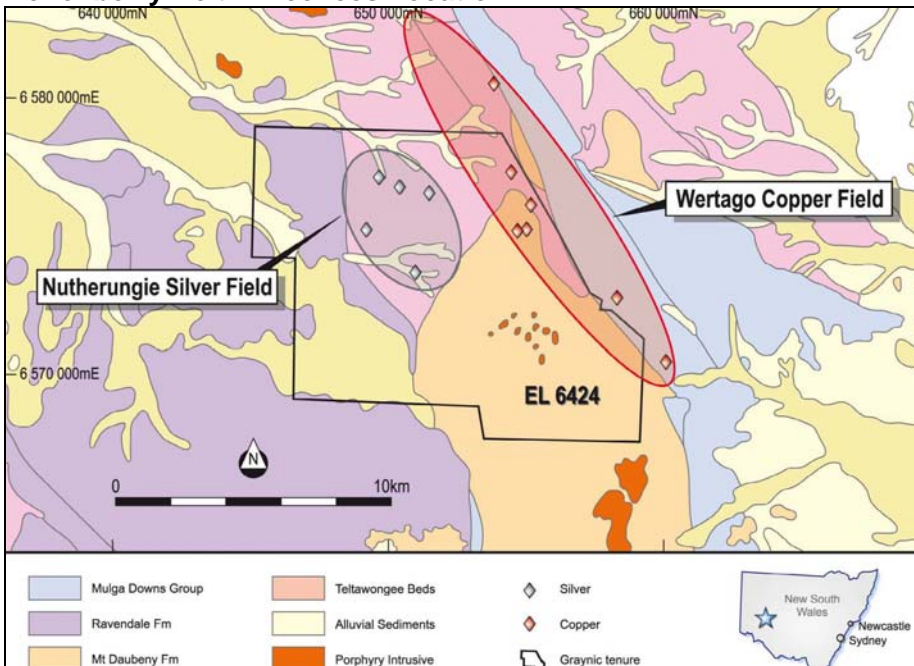 640 000mN
650 000mN
660 000mN
6 580 000mE
Wertago Copper Field
Nutherungie Silver Field
6 570 000mE
EL 6424
N
0
10km
Mulga Downs Group
Teltawongee Beds
Silver
Ravendale Fm
Alluvial Sediments
Copper
Mt Daubeny Fm
Porphyry Intrusive
Graynic tenure
New South
Wales
Newcastle
Sydney